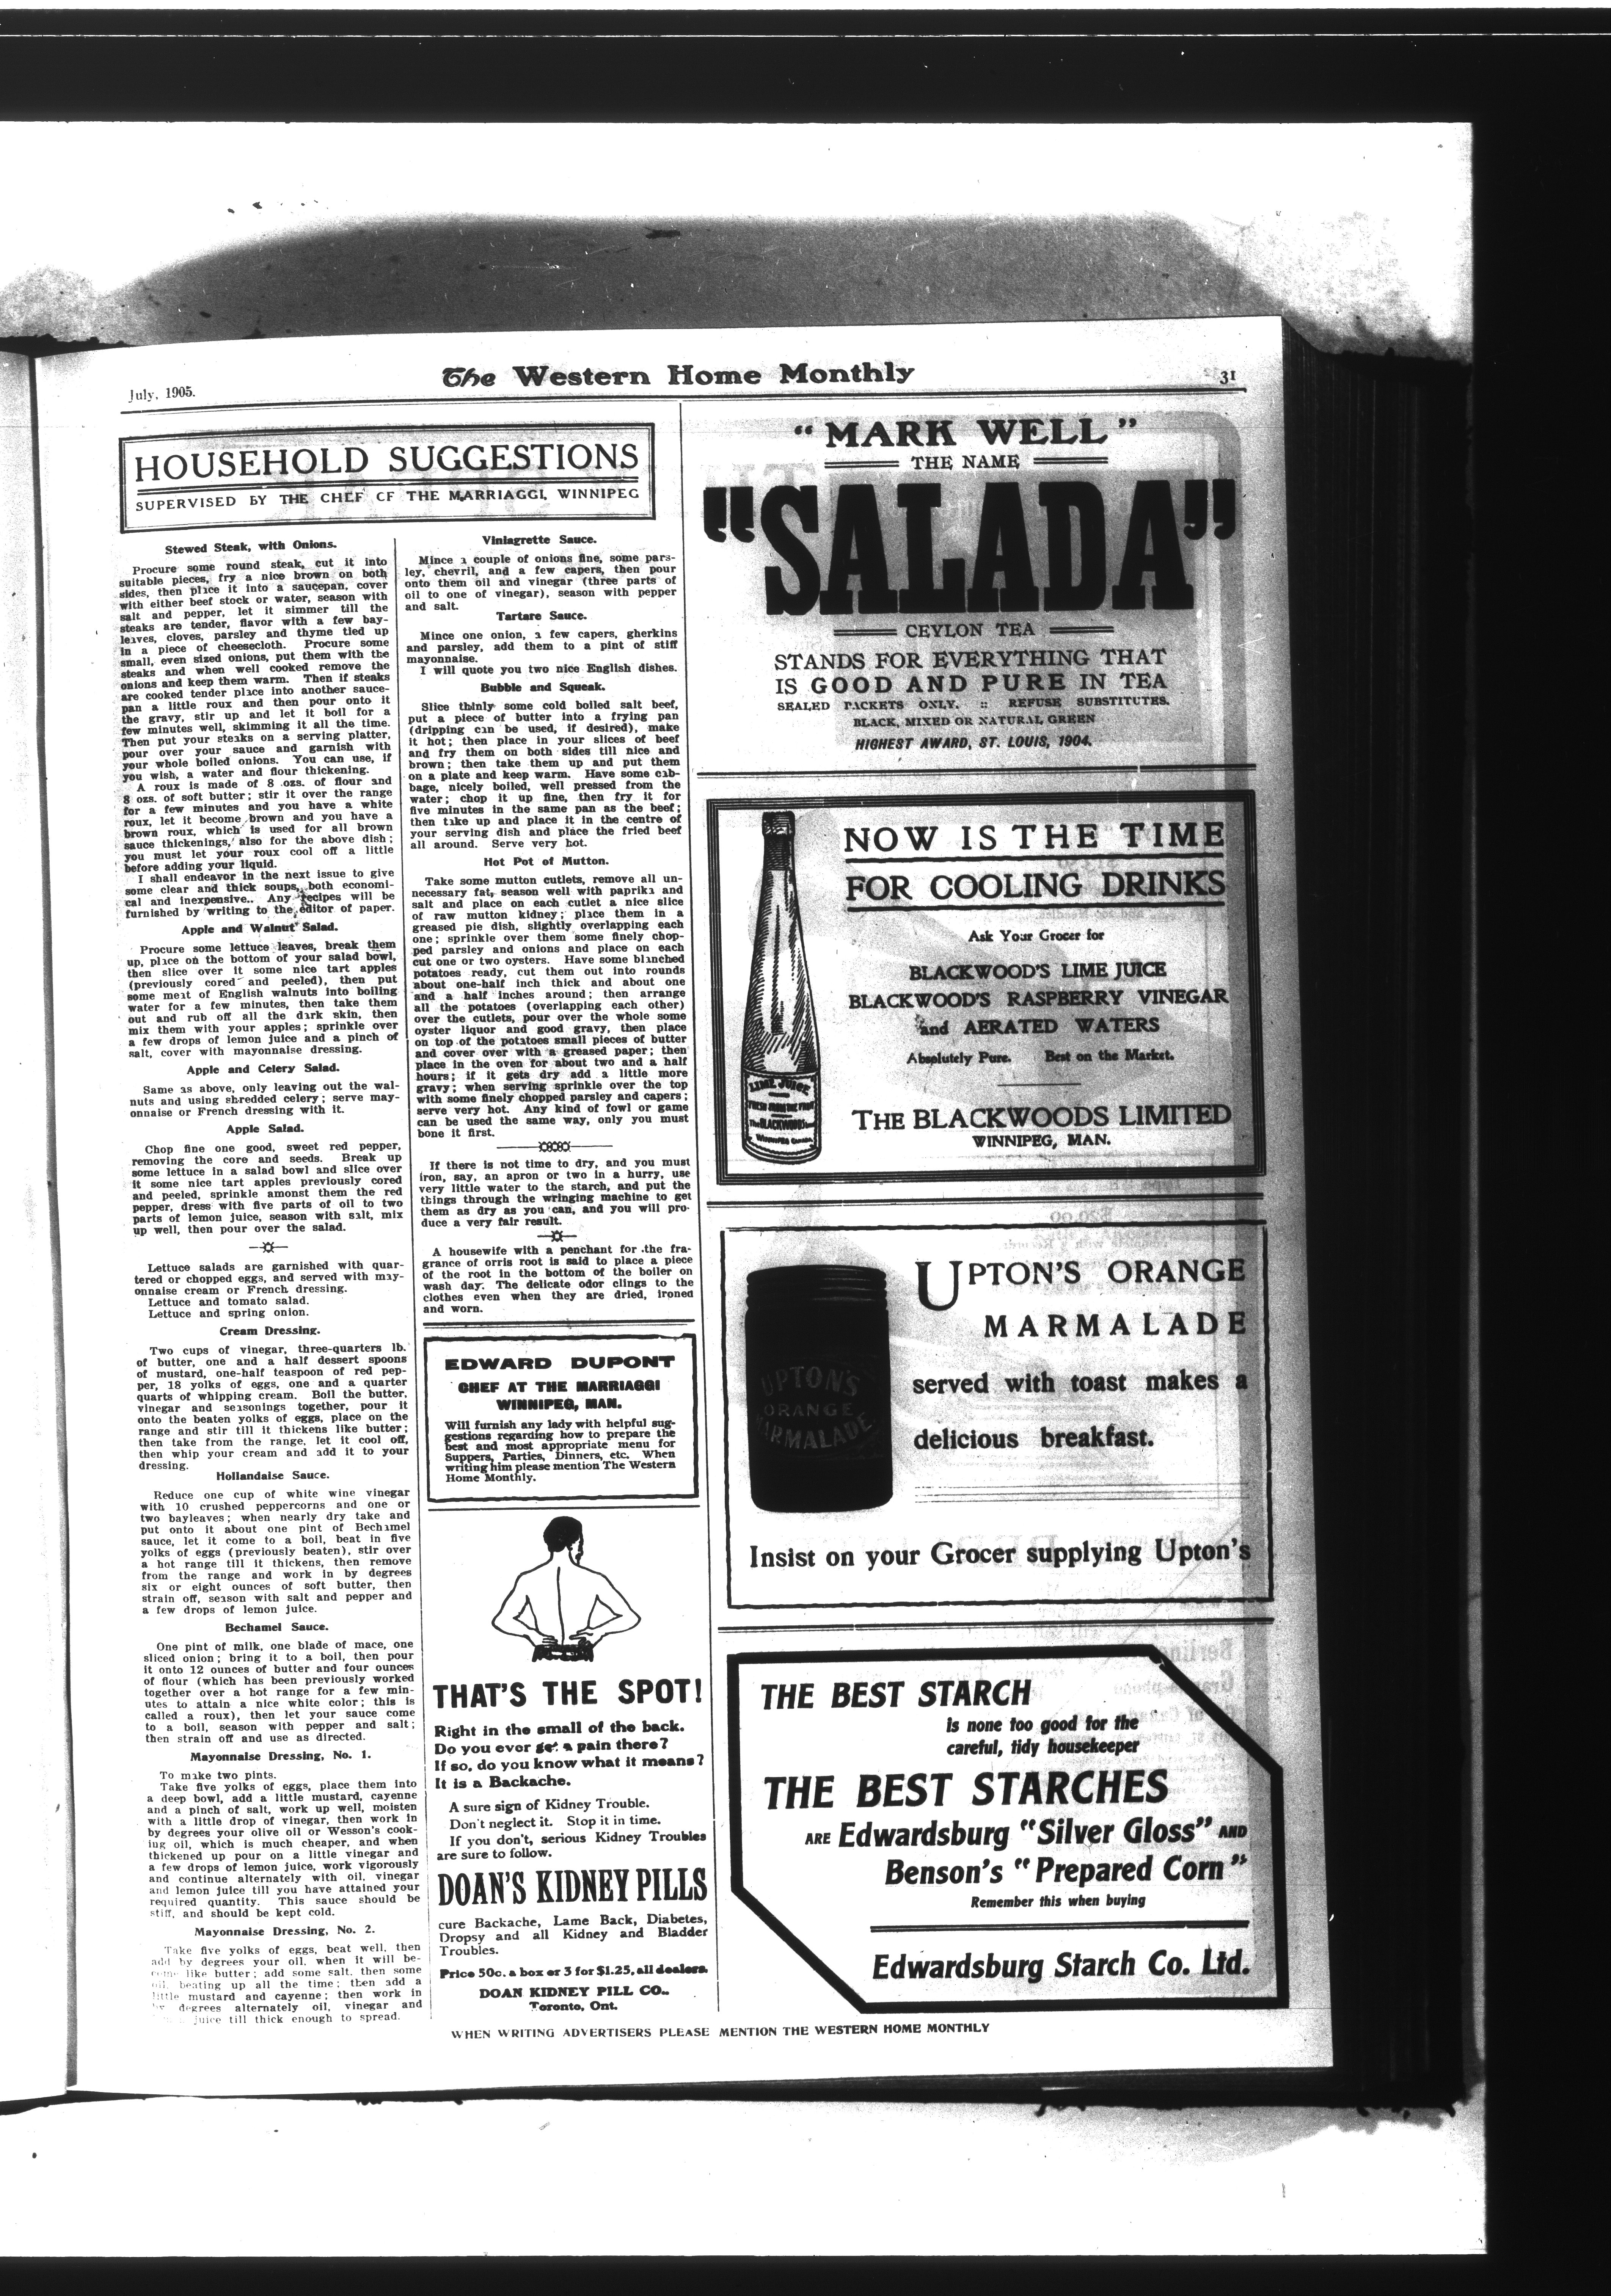 July, 1905.
The Western Home Monthly
31
HOUSEHOLD SUGGESTIONS
SUPERVISED BY THE CHEF CF THE MARRIAGGI, WINNIPEG
Stewed Steak, with Onions.
Procure some round steak, cut it into
suitable pieces, fry a nice brown on both
sides, then place it into a saucepan, cover
with either beef stock or water, season with
salt and pepper, let it simmer till the
steaks are tender, flavor with a few bay-
leaves, cloves, parsley and thyme tied up
in a piece of cheesecloth. Procure some
small, even sized onions, put them with the
steaks and when well cooked remove the
onions and keep them warm. Then if steaks
are cooked tender place into another sauce-
pan a little roux and then pour onto it
the gravy, stir up and let it boil for a
few minutes well, skimming it all the time.
Then put your steaks on a serving platter,
pour over your sauce and garnish with
your whole boiled onions. You can use, if
you wish, a water and flour thickening.
A roux is made of 8 ozs. of flour and
8 ozs. of soft butter; stir it over the range
for a few minutes and you have a white
roux, let it become brown and you have a
brown roux, which is used for all brown
sauce thickenings, also for the above dish;
you must let your roux cool off a little
before adding your liquid.
I shall endeavor in the next issue to give
some clear and thick soups, both economi-
cal and inexpensive.. Any recipes will be
furnished by writing to the editor of paper.
Apple and Walnut Salad.
Procure some lettuce leaves, break them
up, place on the bottom of your salad bowl,
then slice over it some nice tart apples
(previously cored and peeled), then put
some meat of English walnuts into boiling
water for a few minutes, then take them
out and rub off all the dark skin, then
mix them with your apples; sprinkle over
a few drops of lemon juice and a pinch of
salt, cover with mayonnaise dressing.
Apple and Celery Salad.
Same as above, only leaving out the wal-
nuts and using shredded celery; serve may-
onnaise or French dressing with it.
Apple Salad.
Chop fine one good, sweet red pepper,
removing the core and seeds. Break up
some lettuce in a salad bowl and slice over
it some nice tart apples previously cored
and peeled, sprinkle amonst them the red
pepper, dress with five parts of oil to two
parts of lemon juice, season with salt, mix
up well, then pour over the salad.
Lettuce salads are garnished with quar-
tered or chopped eggs, and served with may-
onnaise cream or French dressing.
Lettuce and tomato salad.
Lettuce and spring onion.
Cream Dressing.
Two cups of vinegar, three-quarters lb.
of butter, one and a half dessert spoons
of mustard, one-half teaspoon of red pep-
per, 18 yolks of eggs, one and a quarter
quarts of whipping cream. Boil the butter,
vinegar and seasonings together, pour it
onto the beaten yolks of eggs, place on the
range and stir till it thickens like butter;
then take from the range, let it cool off,
then whip your cream and add it to your
dressing.
Hollandaise Sauce.
Reduce one cup of white wine vinegar
with 10 crushed peppercorns and one or
two bayleaves; when nearly dry take and
put onto it about one pint of Bechamel
sauce, let it come to a boil, beat in five
yolks of eggs (previously beaten), stir over
a hot range till it thickens, then remove
from the range and work in by degrees
six or eight ounces of soft butter, then
strain off, season with salt and pepper and
a few drops of lemon juice.
Bechamel Sauce.
One pint of milk, one blade of mace, one
sliced onion; bring it to a boil, then pour
it onto 12 ounces of butter and four ounces
of flour (which has been previously worked
together over a hot range for a few min-
utes to attain a nice white color; this is
called a roux), then let your sauce come
to a boil, season with pepper and salt;
then strain off and use as directed.
Mayonnaise Dressing, No. 1.
To make two pints.
Take five yolks of eggs, place them into
a deep bowl, add a little mustard, cayenne
and a pinch of salt, work up well, moisten
with a little drop of vinegar, then work in
by degrees your olive oil or Wesson's cook-
ing oil, which is much cheaper, and when
thickened up pour on a little vinegar and
a few drops of lemon juice, work vigorously
and continue alternately with oil, vinegar
and lemon juice till you have attained your
required quantity. This sauce should be
stiff, and should be kept cold.
Mayonnaise Dressing, No. 2.
Take five yolks of eggs, beat well, then
add by degrees your oil, when it will be-
come like butter; add some salt, then some
oil, beating up all the time; then add a
little mustard and cayenne; then work in
by degrees alternately oil, vinegar and
juice till thick enough to spread.
Viniagrette Sauce.
Mince a couple of onions fine, some pars-
ley, chevril, and a few capers, then pour
onto them oil and vinegar (three parts of
oil to one of vinegar), season with pepper
and salt.
Tartare Sauce.
Mince one onion, a few capers, gherkins
and parsley, add them to a pint of stiff
mayonnaise.
I will quote you two nice English dishes.
Bubble and Squeak.
Slice thinly some cold boiled salt beef,
put a piece of butter into a frying pan
(dripping can be used, if desired), make
it hot; then place in your slices of beef
and fry them on both sides till nice and
brown; then take them up and put them
on a plate and keep warm. Have some cab-
bage, nicely boiled, well pressed from the
water; chop it up fine, then fry it for
five minutes in the same pan as the beef;
then take up and place it in the centre of
your serving dish and place the fried beef
all around. Serve very hot.
Hot Pot of Mutton.
Take some mutton cutlets, remove all un-
necessary fat, season well with paprika and
salt and place on each cutlet a nice slice
of raw mutton kidney; place them in a
greased pie dish, slightly overlapping each
one; sprinkle over them some finely chop-
ped parsley and onions and place on each
cut one or two oysters. Have some blanched
potatoes ready, cut them out into rounds
about one-half inch thick and about one
and a half inches around; then arrange
all the potatoes (overlapping each other)
over the cutlets, pour over the whole some
oyster liquor and good gravy, then place
on top of the potatoes small pieces of butter
and cover over with a greased paper; then
place in the oven for about two and a half
hours; if it gets dry add a little more
gravy; when serving sprinkle over the top
with some finely chopped parsley and capers;
serve very hot. Any kind of fowl or game
can be used the same way, only you must
bone it first.
If there is not time to dry, and you must
iron, say, an apron or two in a hurry, use
very little water to the starch, and put the
things through the wringing machine to get
them as dry as you can, and you will pro-
duce a very fair result.
A housewife with a penchant for the fra-
grance of orris root is said to place a piece
of the root in the bottom of the boiler on
wash day. The delicate odor clings to the
clothes even when they are dried, ironed
and worn.
EDWARD DUPONT
CHEF AT THE MARRIAGGI
WINNIPEG, MAN.
Will furnish any lady with helpful sug-
gestions regarding how to prepare the
best and most appropriate menu for
Suppers, Parties, Dinners, etc. When
writing him please mention The Western
Home Monthly.
THAT'S THE SPOT!
Right in the small of the back.
Do you ever get a pain there?
If so, do you know what it means?
It is a Backache.
A sure sign of Kidney Trouble.
Don't neglect it. Stop it in time.
If you don't, serious Kidney Troubles
are sure to follow.
DOAN'S KIDNEY PILLS
cure Backache, Lame Back, Diabetes,
Dropsy and all Kidney and Bladder
Troubles.
Price 50c. a box or 3 for $1.25, all dealers.
DOAN KIDNEY PILL CO..
Toronto, Ont.
"MARK WELL"
THE NAME
"SALADA"
CEYLON TEA
STANDS FOR EVERYTHING THAT
IS GOOD AND PURE IN TEA
SEALED PACKETS ONLY. :: REFUSE SUBSTITUTES.
BLACK, MIXED OR NATURAL GREEN
HIGHEST AWARD, ST. LOUIS, 1904.
NOW IS THE TIME
FOR COOLING DRINKS
Ask Your Grocer for
BLACKWOOD'S LIME JUICE
BLACKWOOD'S RASPBERRY VINEGAR
and AERATED WATERS
Absolutely Pure. Best on the Market.
THE BLACKWOODS LIMITED
WINNIPEG, MAN.
LIME JUICE
FRESH FROM THE FRUIT
The BLACKWOODS
WINNIPEG CANADA
UPTON'S ORANGE
MARMALADE
served with toast makes a
delicious breakfast.
UPTON'S
ORANGE
MARMALADE
Insist on your Grocer supplying Upton's
THE BEST STARCH
is none too good for the
careful, tidy housekeeper
THE BEST STARCHES
ARE Edwardsburg "Silver Gloss" AND
Benson's "Prepared Corn"
Remember this when buying
Edwardsburg Starch Co. Ltd.
WHEN WRITING ADVERTISERS PLEASE MENTION THE WESTERN HOME MONTHLY